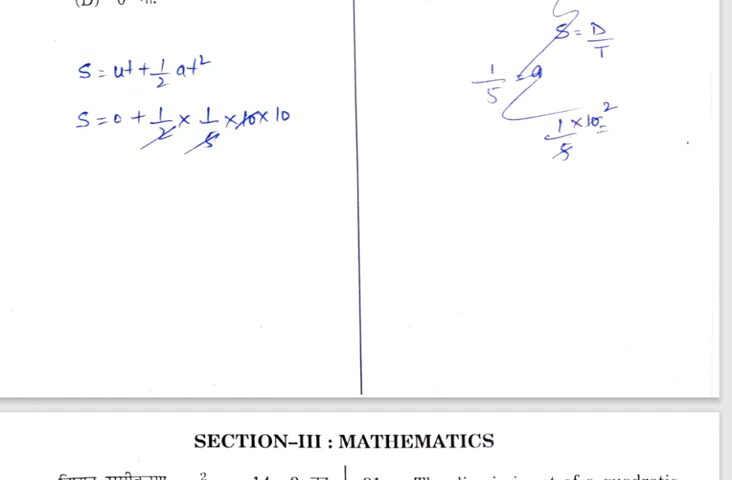 S = ut + 1/2 at²
S = 0 + 1/2 × 1/5 × 10 × 10
S = D/T
1/5 = a
1/5 × 10²
SECTION–III : MATHEMATICS